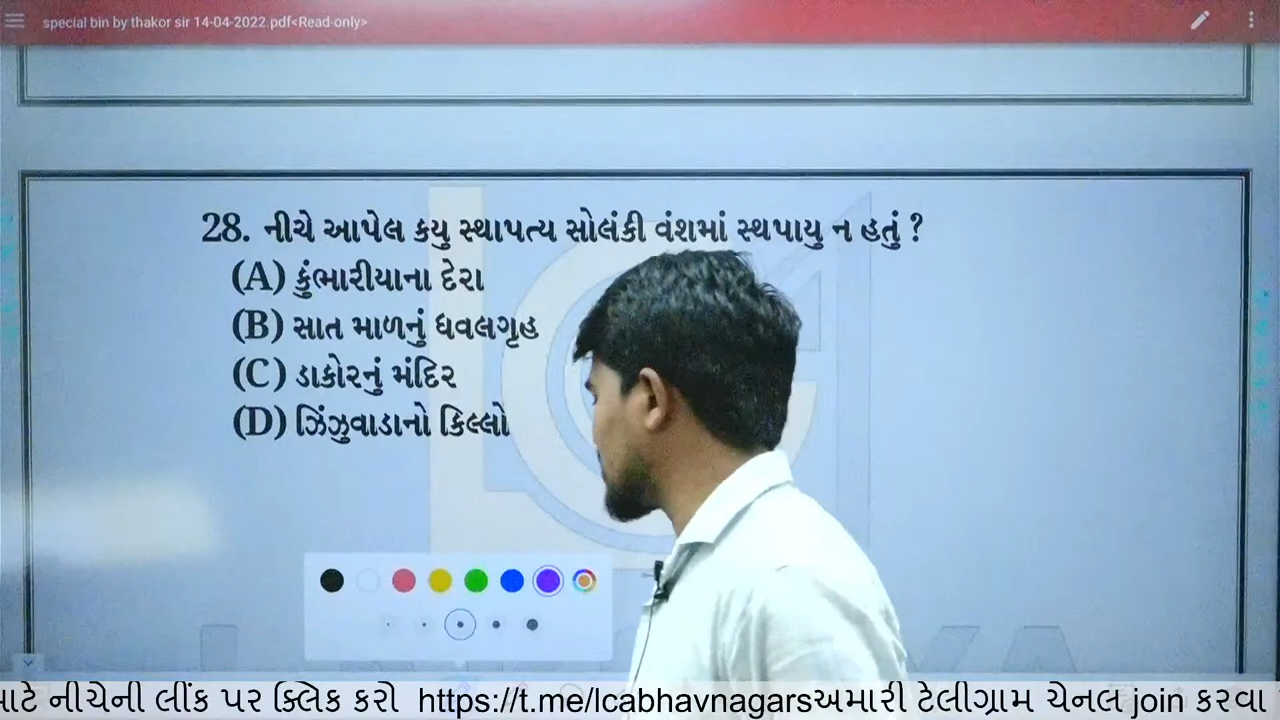 special bin by thakor sir 14-04-2022.pdf<Read-only>
28. નીચે આપેલ કયુ સ્થાપત્ય સોલંકી વંશમાં સ્થપાયુ ન હતું ?
(A) કુંભારીયાના દેરા
(B) સાત માળનું ધવલગૃહ
(C) ડાકોરનું મંદિર
(D) ઝિંઝુવાડાનો કિલ્લો
માટે નીચેની લીંક પર ક્લિક કરો https://t.me/lcabhavnagarsઅમારી ટેલીગ્રામ ચેનલ join કરવા